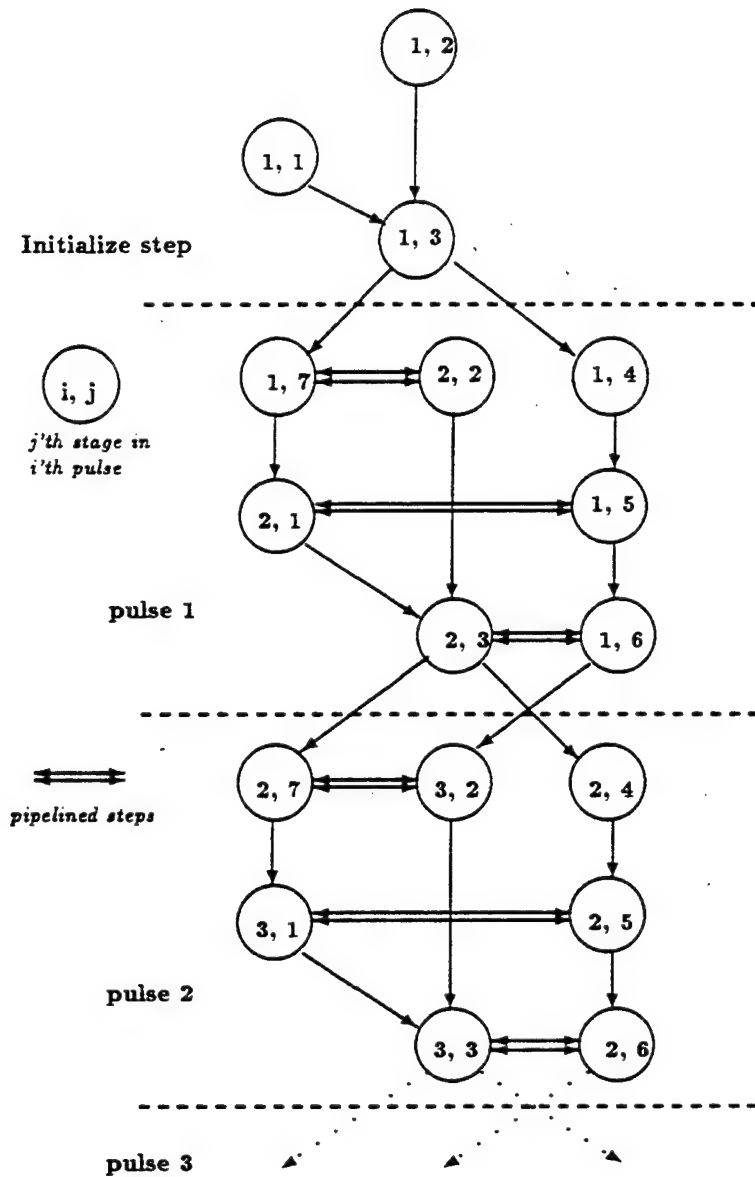 1, 2
1, 1
1, 3
Initialize step
1, 7
2, 2
1, 4
i, j
j'th stage in
i'th pulse
2, 1
1, 5
pulse 1
2, 3
1, 6
2, 7
3, 2
2, 4
pipelined steps
3, 1
2, 5
pulse 2
3, 3
2, 6
pulse 3